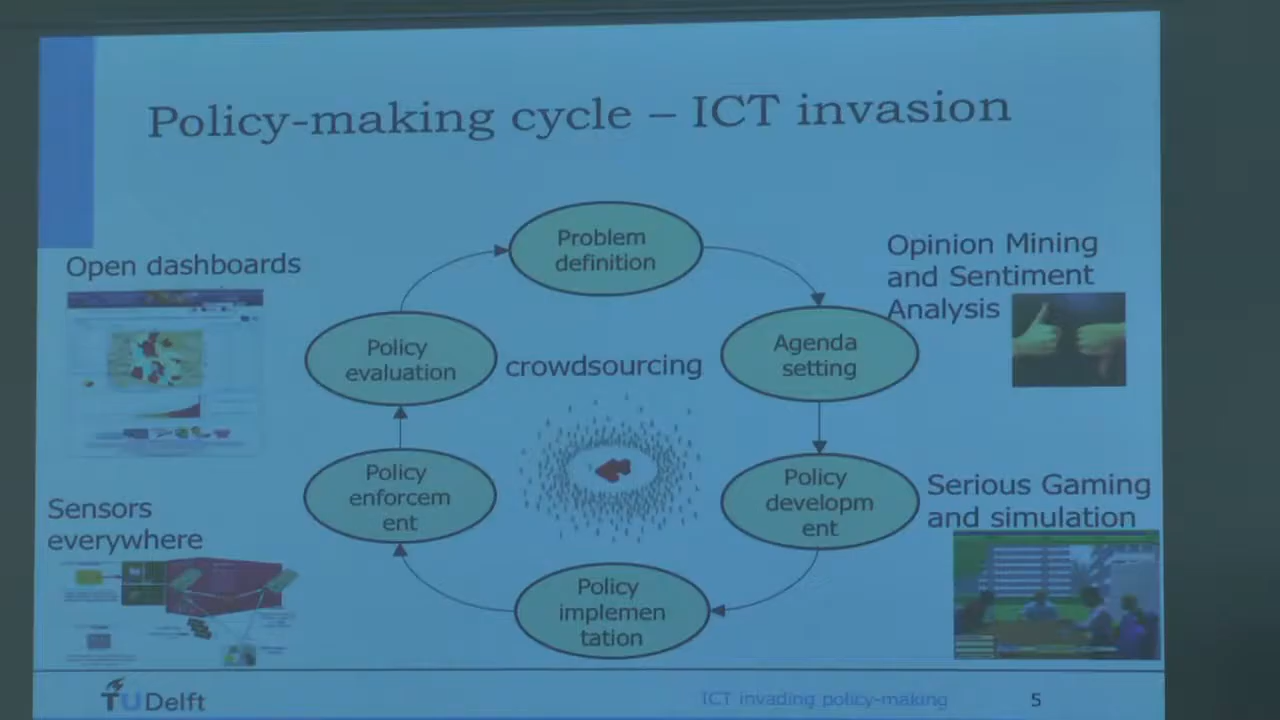 Policy-making cycle – ICT invasion
Problem
definition
Opinion Mining
and Sentiment
Analysis
Open dashboards
Agenda
setting
Policy
evaluation
crowdsourcing
Policy
enforcem
ent
Policy
developm
ent
Serious Gaming
and simulation
Sensors
everywhere
Policy
implemen
tation
TU Delft
ICT invading policy-making
5